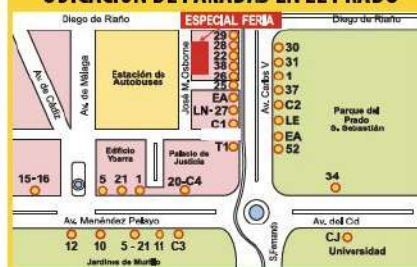 UBICACIÓN DE PARADAS EN EL PRADO
Diego de Riaño
ESPECIAL FERIA
Diego de Riaño
Av. de Cádiz
Av. de Málaga
Estación de
Autobuses
José M. Osborne
29
28
22
38
26
25
EA
LN-27
C1
T1
Av. Carlos V
30
31
1
37
C2
LE
EA
52
Parque del
Prado
S. Sebastián
Edificio
Ybarra
Palacio de
Justicia
15-16
5 21 1
20-C4
34
Av. Menéndez Pelayo
Av. del Cid
12 10 5-21 11 C3
Jardines de Murillo
S. Fernando
CJ
Universidad